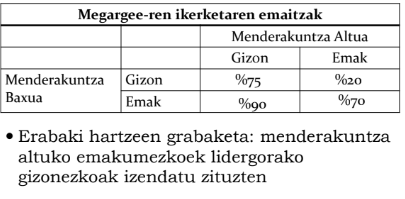 Megargee-ren ikerketaren emaitzak
Menderakuntza Altua
Gizon Emak
Menderakuntza Baxua Gizon %75 %20
Emak %90 %70
• Erabaki hartzeen grabaketa: menderakuntza
altuko emakumezkoek lidergorako
gizonezkoak izendatu zituzten